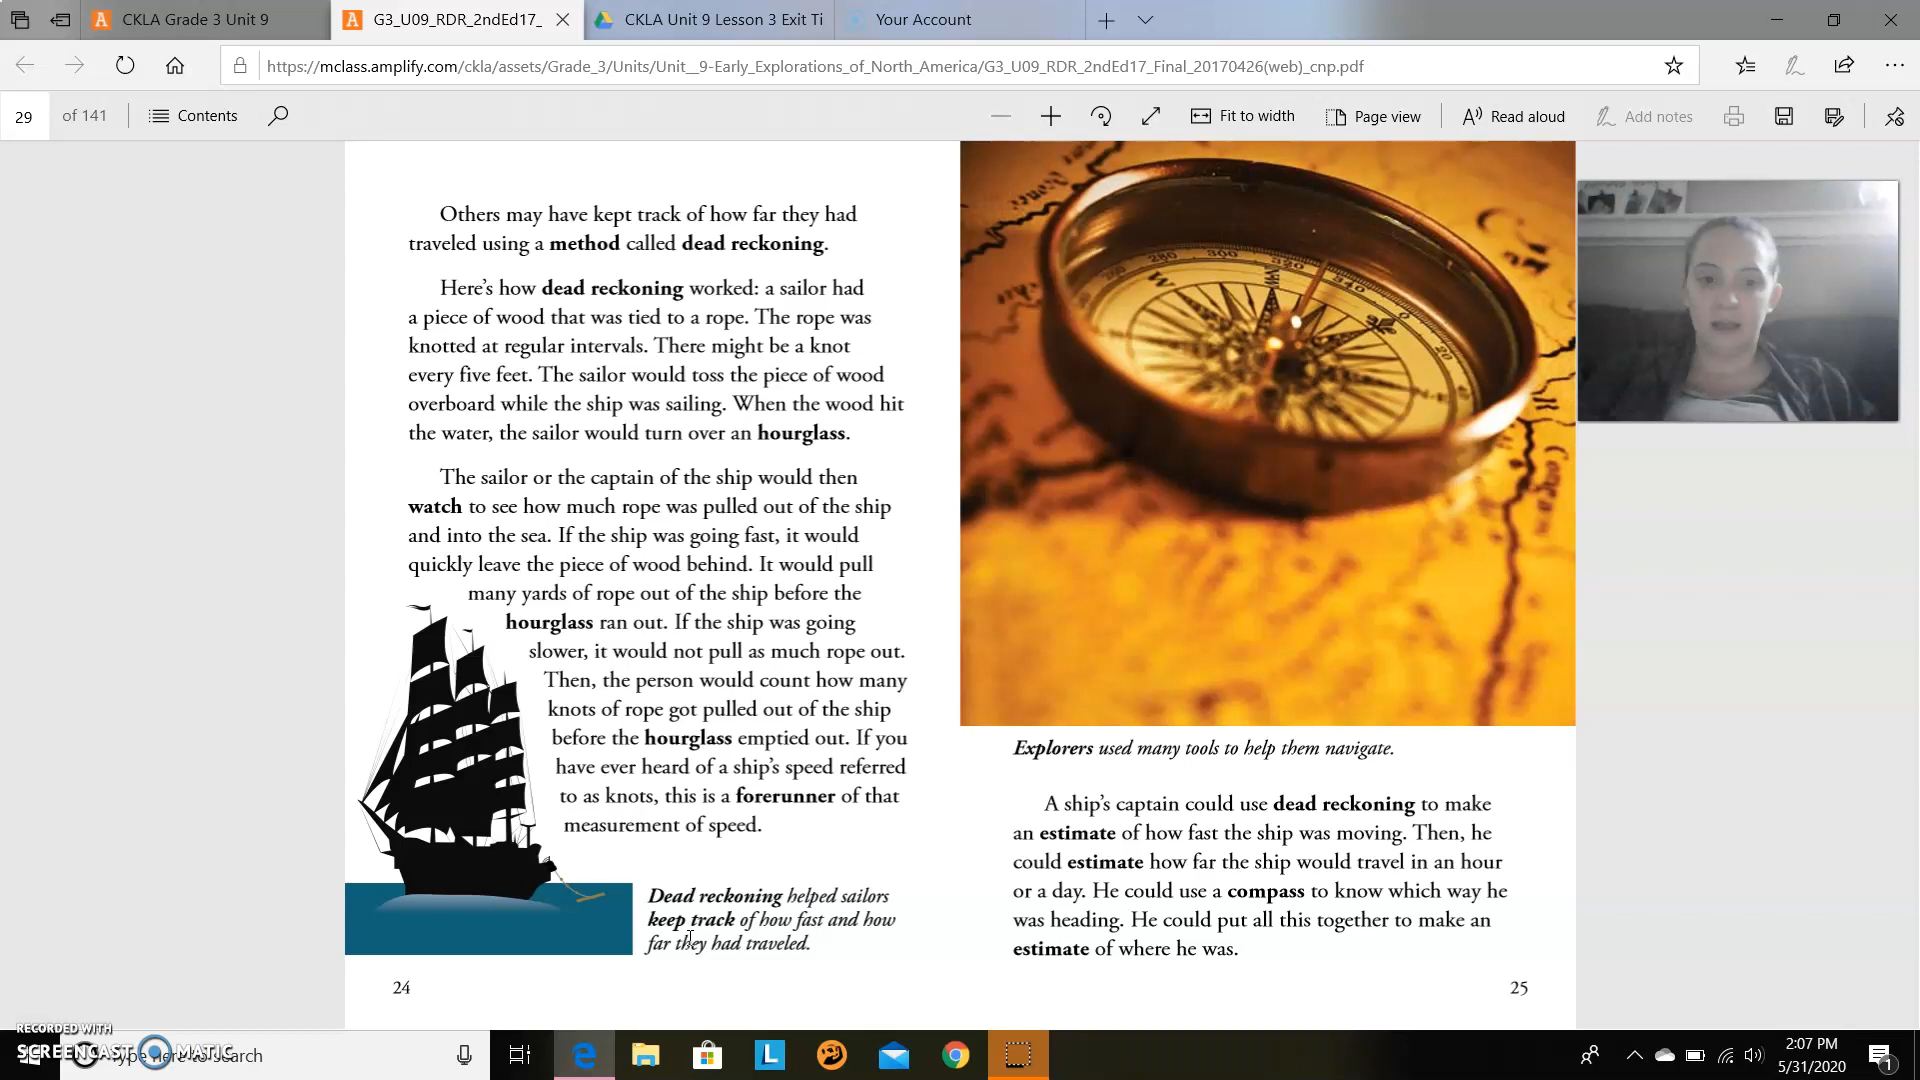 CKLA Grade 3 Unit 9
G3_U09_RDR_2ndEd17_
CKLA Unit 9 Lesson 3 Exit Ti
Your Account
https://mclass.amplify.com/ckla/assets/Grade_3/Units/Unit__9-Early_Explorations_of_North_America/G3_U09_RDR_2ndEd17_Final_20170426(web)_cnp.pdf
29 of 141
Contents
Fit to width
Page view
Read aloud
Add notes
Others may have kept track of how far they had
traveled using a method called dead reckoning.
Here's how dead reckoning worked: a sailor had
a piece of wood that was tied to a rope. The rope was
knotted at regular intervals. There might be a knot
every five feet. The sailor would toss the piece of wood
overboard while the ship was sailing. When the wood hit
the water, the sailor would turn over an hourglass.
The sailor or the captain of the ship would then
watch to see how much rope was pulled out of the ship
and into the sea. If the ship was going fast, it would
quickly leave the piece of wood behind. It would pull
many yards of rope out of the ship before the
hourglass ran out. If the ship was going
slower, it would not pull as much rope out.
Then, the person would count how many
knots of rope got pulled out of the ship
before the hourglass emptied out. If you
have ever heard of a ship's speed referred
to as knots, this is a forerunner of that
measurement of speed.
Dead reckoning helped sailors
keep track of how fast and how
far they had traveled.
24
260 280 300 320 340 0 20
W NW
Explorers used many tools to help them navigate.
A ship's captain could use dead reckoning to make
an estimate of how fast the ship was moving. Then, he
could estimate how far the ship would travel in an hour
or a day. He could use a compass to know which way he
was heading. He could put all this together to make an
estimate of where he was.
25
RECORDED WITH
SCREENCAST MATIC
Type here to search
L
2:07 PM
5/31/2020
1